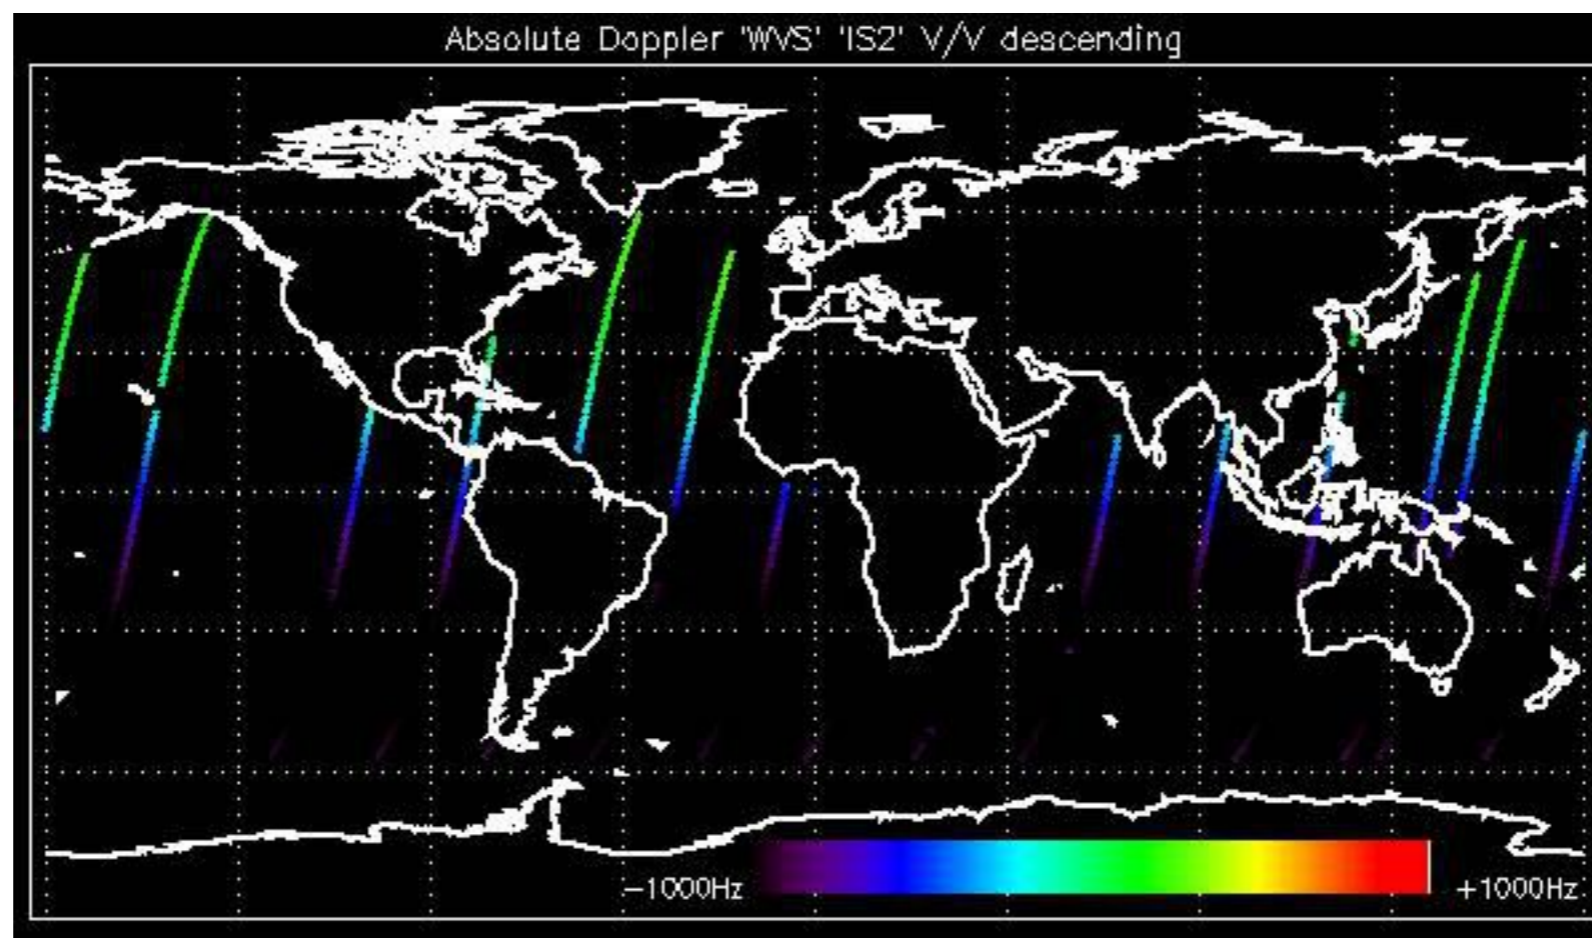 Absolute Doppler 'WVS' 'IS2' V/V descending
-1000Hz +1000Hz